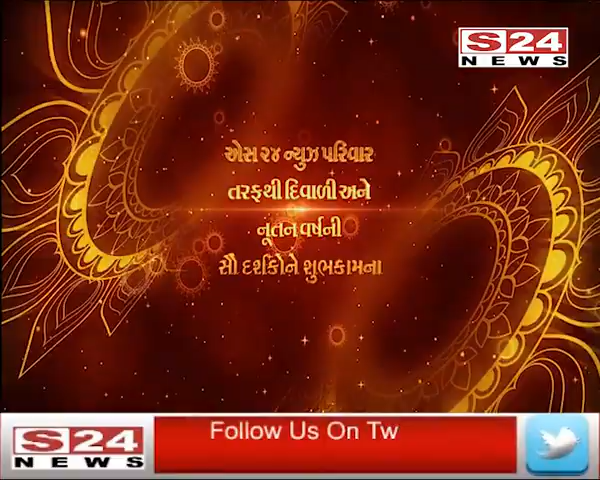 S24
NEWS
એસ ૨૪ ન્યુઝ પરિવાર
તરફથી દિવાળી અને
નૂતન વર્ષની
સૌ દર્શકોને શુભકામના
S24
NEWS
Follow Us On Tw